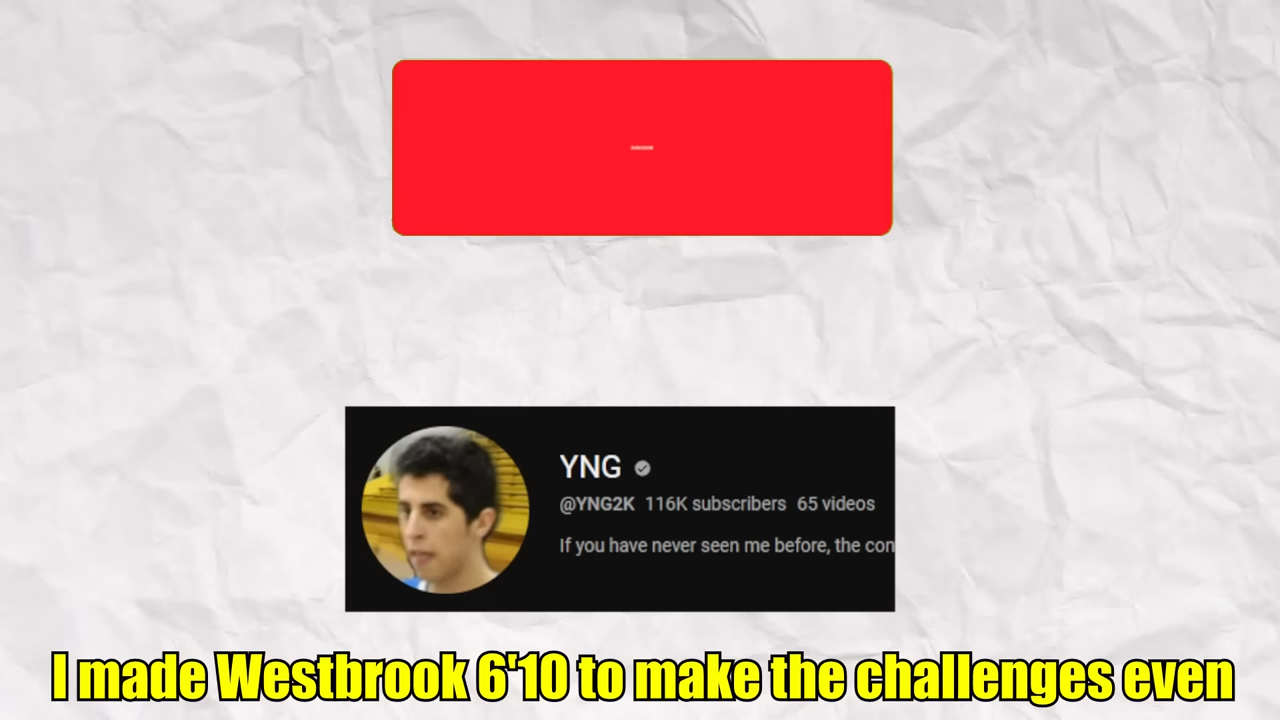 YNG
@YNG2K 116K subscribers 65 videos
If you have never seen me before, the con
I made Westbrook 6'10 to make the challenges even